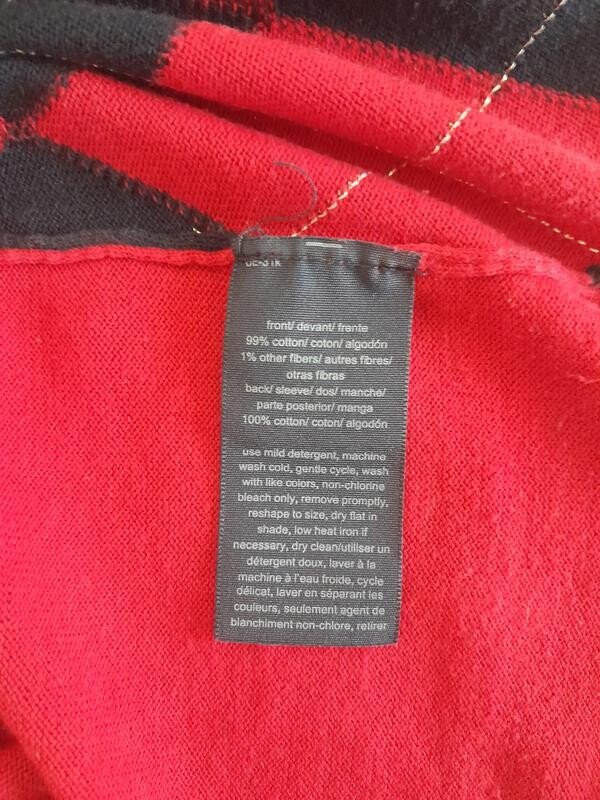 front/ devant/ frente
99% cotton/ coton/ algodón
1% other fibers/ autres fibres/
otras fibras
back/ sleeve/ dos/ manche/
parte posterior/ manga
100% cotton/ coton/ algodón
use mild detergent, machine
wash cold, gentle cycle, wash
with like colors, non-chlorine
bleach only, remove promptly,
reshape to size, dry flat in
shade, low heat iron if
necessary, dry clean/utiliser un
détergent doux, laver à la
machine à l'eau froide, cycle
délicat, laver en séparant les
couleurs, seulement agent de
blanchiment non-chlore, retirer